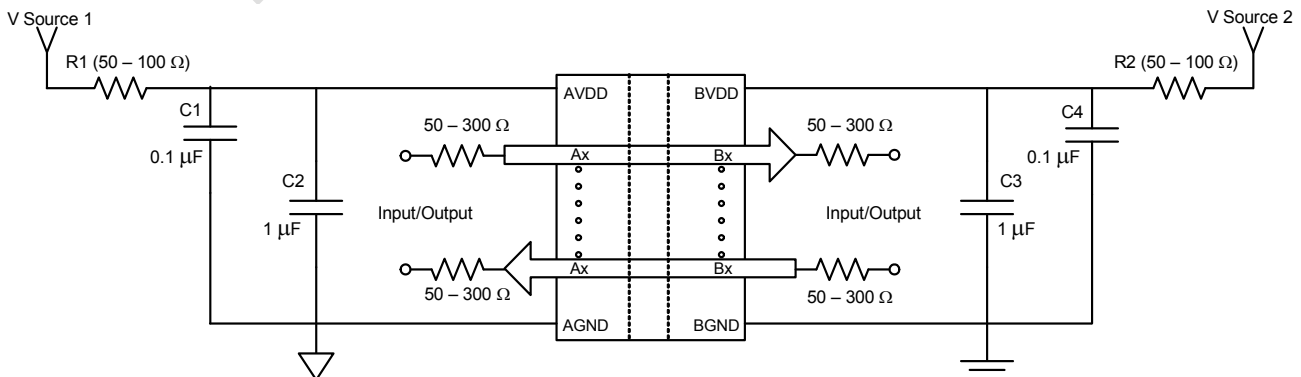 V Source 1
V Source 2
R1 (50 – 100 Ω)
R2 (50 – 100 Ω)
AVDD
BVDD
C1
C4
50 – 300 Ω
50 – 300 Ω
0.1 μF
Ax
Bx
0.1 μF
C2
C3
Input/Output
Input/Output
1 μF
1 μF
Ax
Bx
50 – 300 Ω
50 – 300 Ω
AGND
BGND